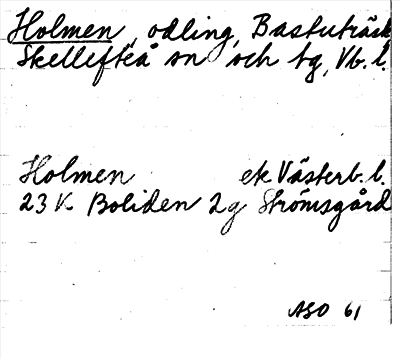 Holmen, odling, Bastuträsk
Skellefteå sn och tg, Vb. l.
Holmen ek Västerb. l.
23 K Boliden 2g Strömsgård
ASO 61